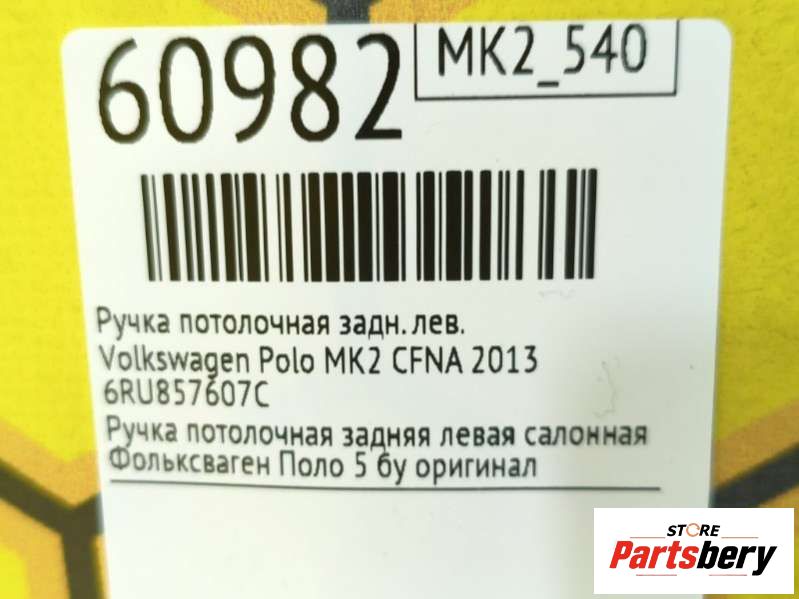 60982
MK2_540
Ручка потолочная задн. лев.
Volkswagen Polo MK2 CFNA 2013
6RU857607C
Ручка потолочная задняя левая салонная
Фольксваген Поло 5 бу оригинал
STORE
Partsbery